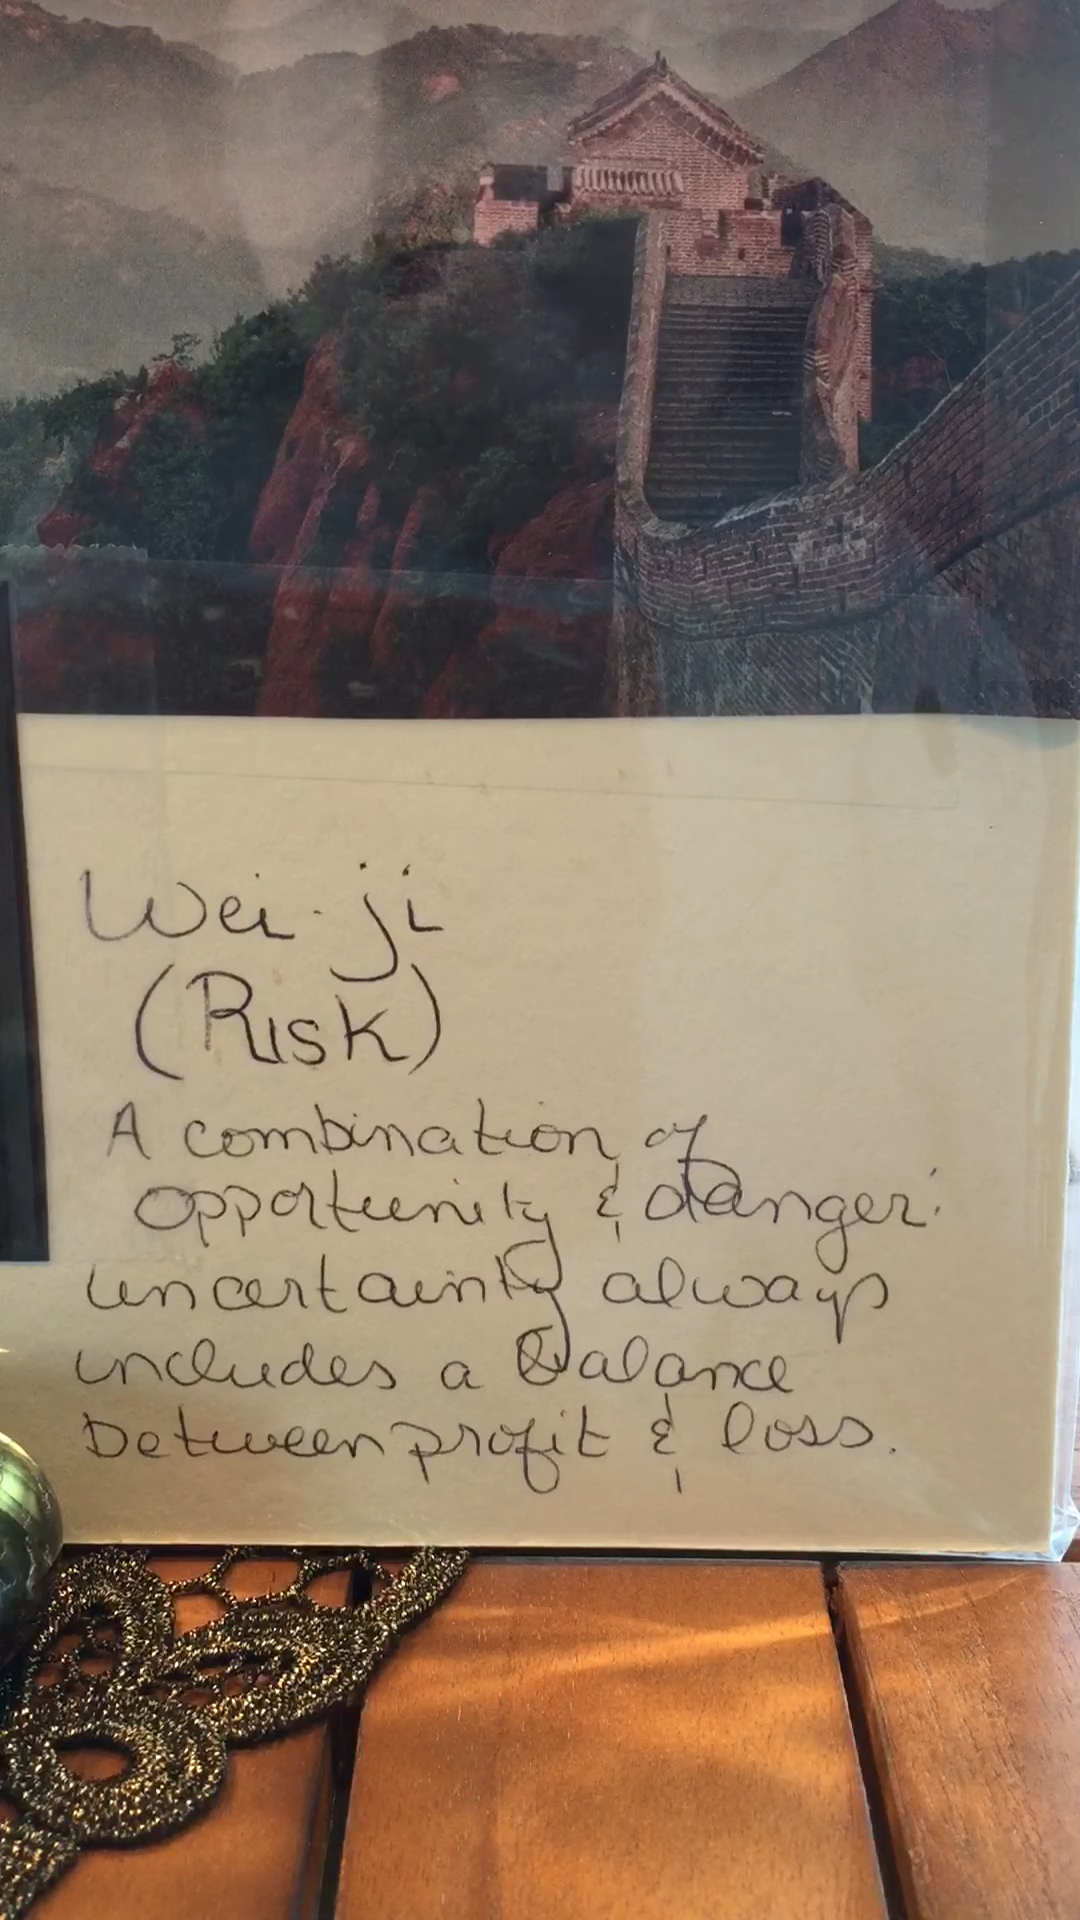 Wei-ji
(Risk)
A combination of
opportunity & danger:
uncertainty always
includes a balance
between profit & loss.